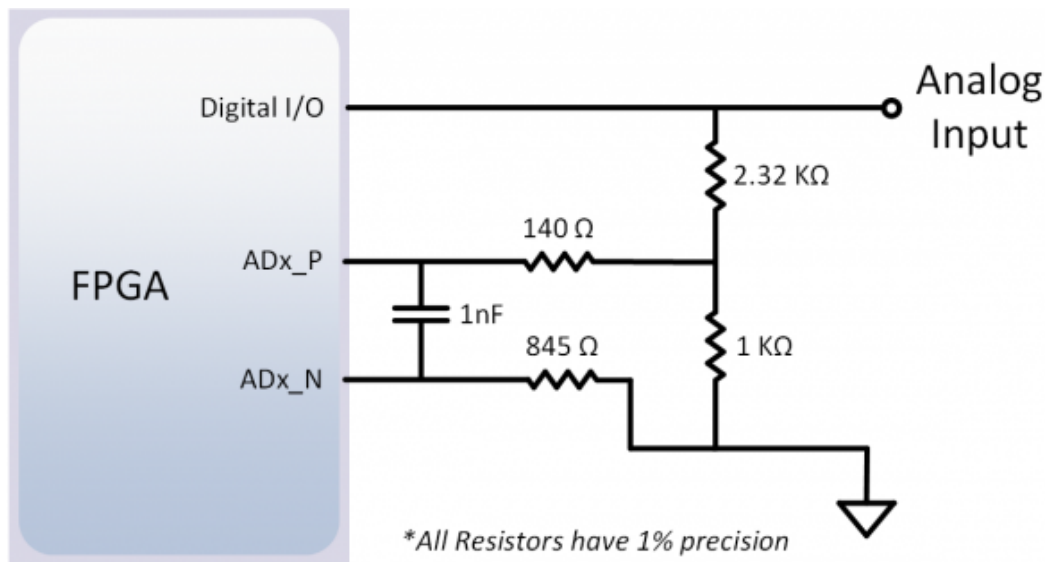 Analog
Input
Digital I/O
2.32 KΩ
140 Ω
ADx_P
FPGA
1nF
845 Ω
1 KΩ
ADx_N
*All Resistors have 1% precision